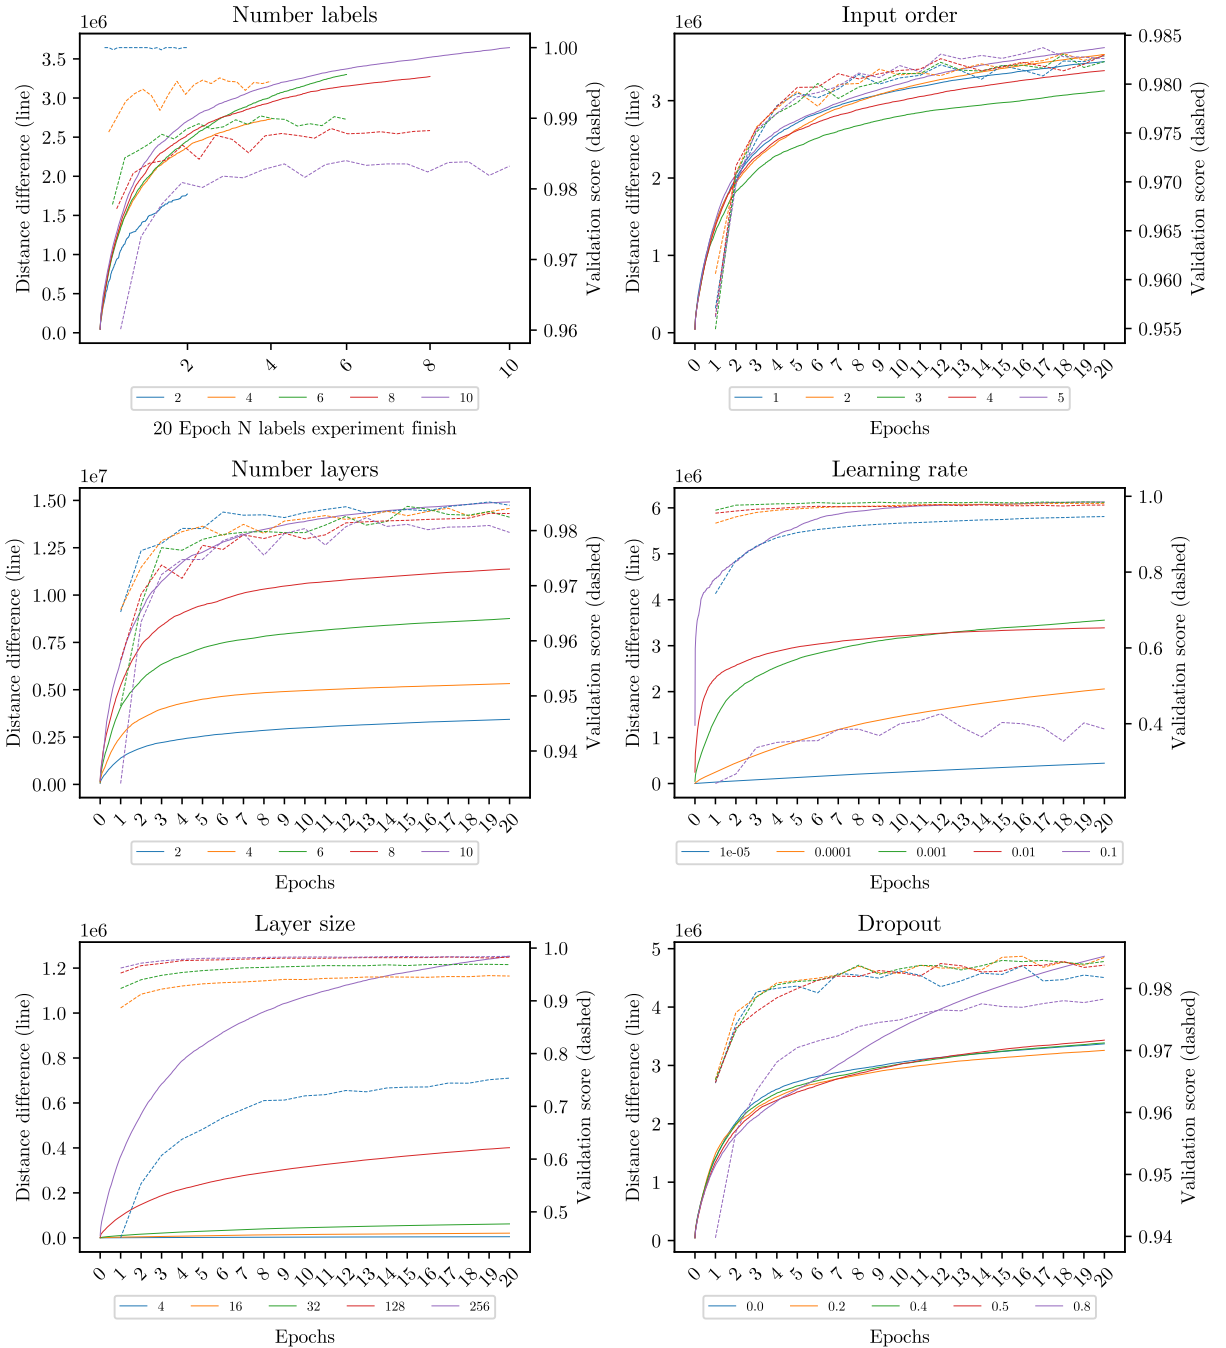 Number labels
1e6
Distance difference (line)
3.5
3.0
2.5
2.0
1.5
1.0
0.5
0.0
1.00
0.99
0.98
0.97
0.96
Validation score (dashed)
2 4 6 8 10
2 4 6 8 10
20 Epoch N labels experiment finish
Input order
1e6
Distance difference (line)
3
2
1
0
0.985
0.980
0.975
0.970
0.965
0.960
0.955
Validation score (dashed)
0 1 2 3 4 5 6 7 8 9 10 11 12 13 14 15 16 17 18 19 20
1 2 3 4 5
Epochs
Number layers
1e7
Distance difference (line)
1.50
1.25
1.00
0.75
0.50
0.25
0.00
0.98
0.97
0.96
0.95
0.94
Validation score (dashed)
0 1 2 3 4 5 6 7 8 9 10 11 12 13 14 15 16 17 18 19 20
2 4 6 8 10
Epochs
Learning rate
1e6
Distance difference (line)
6
5
4
3
2
1
0
1.0
0.8
0.6
0.4
Validation score (dashed)
0 1 2 3 4 5 6 7 8 9 10 11 12 13 14 15 16 17 18 19 20
1e-05 0.0001 0.001 0.01 0.1
Epochs
Layer size
1e6
Distance difference (line)
1.2
1.0
0.8
0.6
0.4
0.2
0.0
1.0
0.9
0.8
0.7
0.6
0.5
Validation score (dashed)
0 1 2 3 4 5 6 7 8 9 10 11 12 13 14 15 16 17 18 19 20
4 16 32 128 256
Epochs
Dropout
1e6
Distance difference (line)
5
4
3
2
1
0
0.98
0.97
0.96
0.95
0.94
Validation score (dashed)
0 1 2 3 4 5 6 7 8 9 10 11 12 13 14 15 16 17 18 19 20
0.0 0.2 0.4 0.5 0.8
Epochs